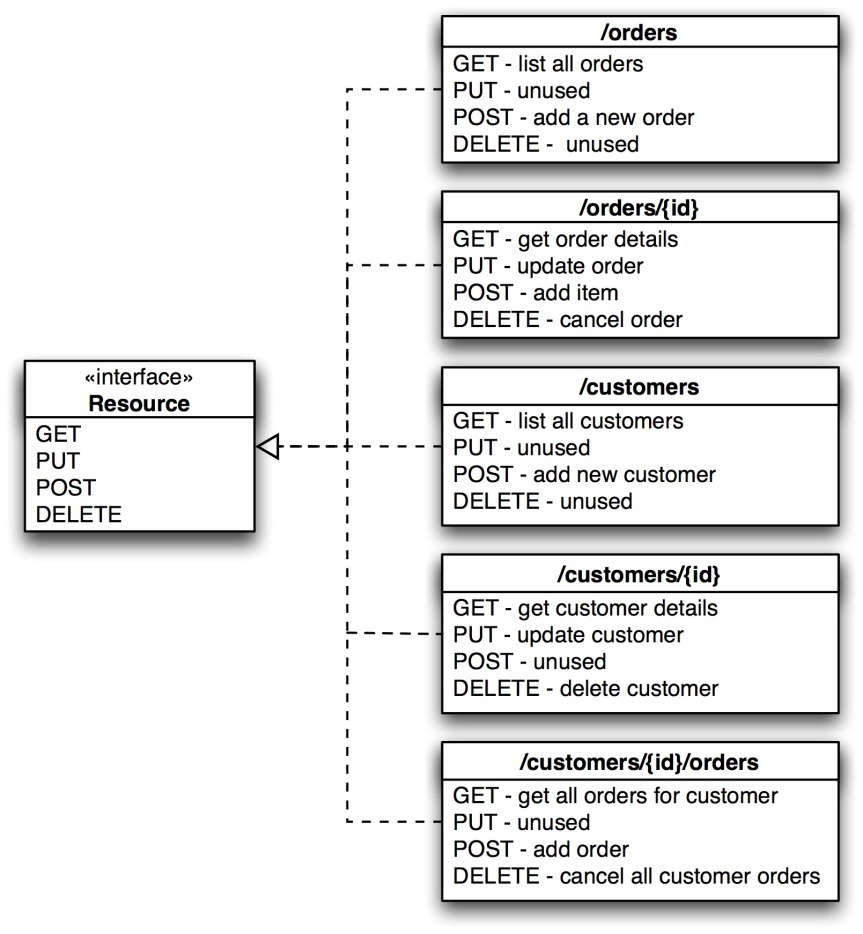 «interface»
Resource
GET
PUT
POST
DELETE
/orders
GET - list all orders
PUT - unused
POST - add a new order
DELETE -  unused
/orders/{id}
GET - get order details
PUT - update order
POST - add item
DELETE - cancel order
/customers
GET - list all customers
PUT - unused
POST - add new customer
DELETE - unused
/customers/{id}
GET - get customer details
PUT - update customer
POST - unused
DELETE - delete customer
/customers/{id}/orders
GET - get all orders for customer
PUT - unused
POST - add order
DELETE - cancel all customer orders